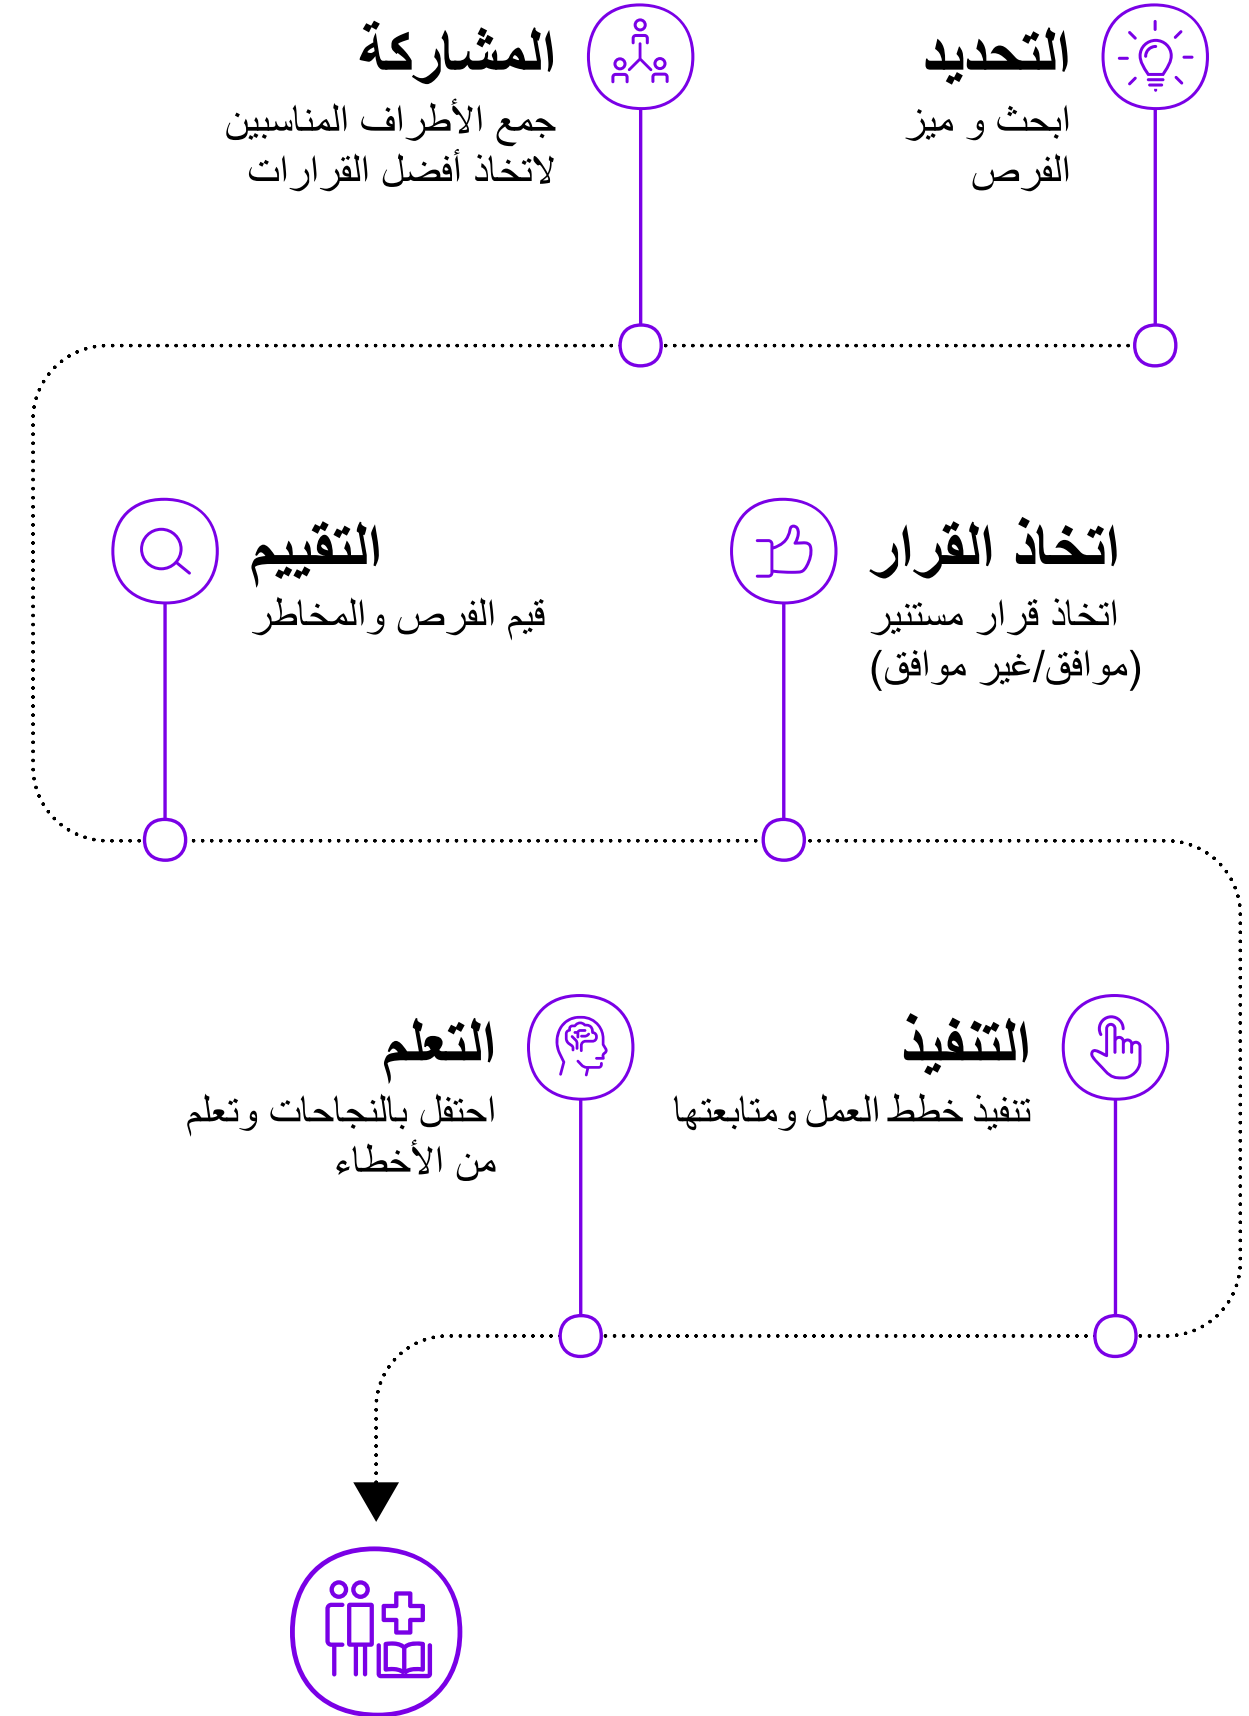 التحديد
ابحث و ميز
الفرص
المشاركة
جمع الأطراف المناسبين
لاتخاذ أفضل القرارات
التقييم
قيم الفرص والمخاطر
اتخاذ القرار
اتخاذ قرار مستنير
(موافق/غير موافق)
التنفيذ
تنفيذ خطط العمل ومتابعتها
التعلم
احتفل بالنجاحات وتعلم
من الأخطاء